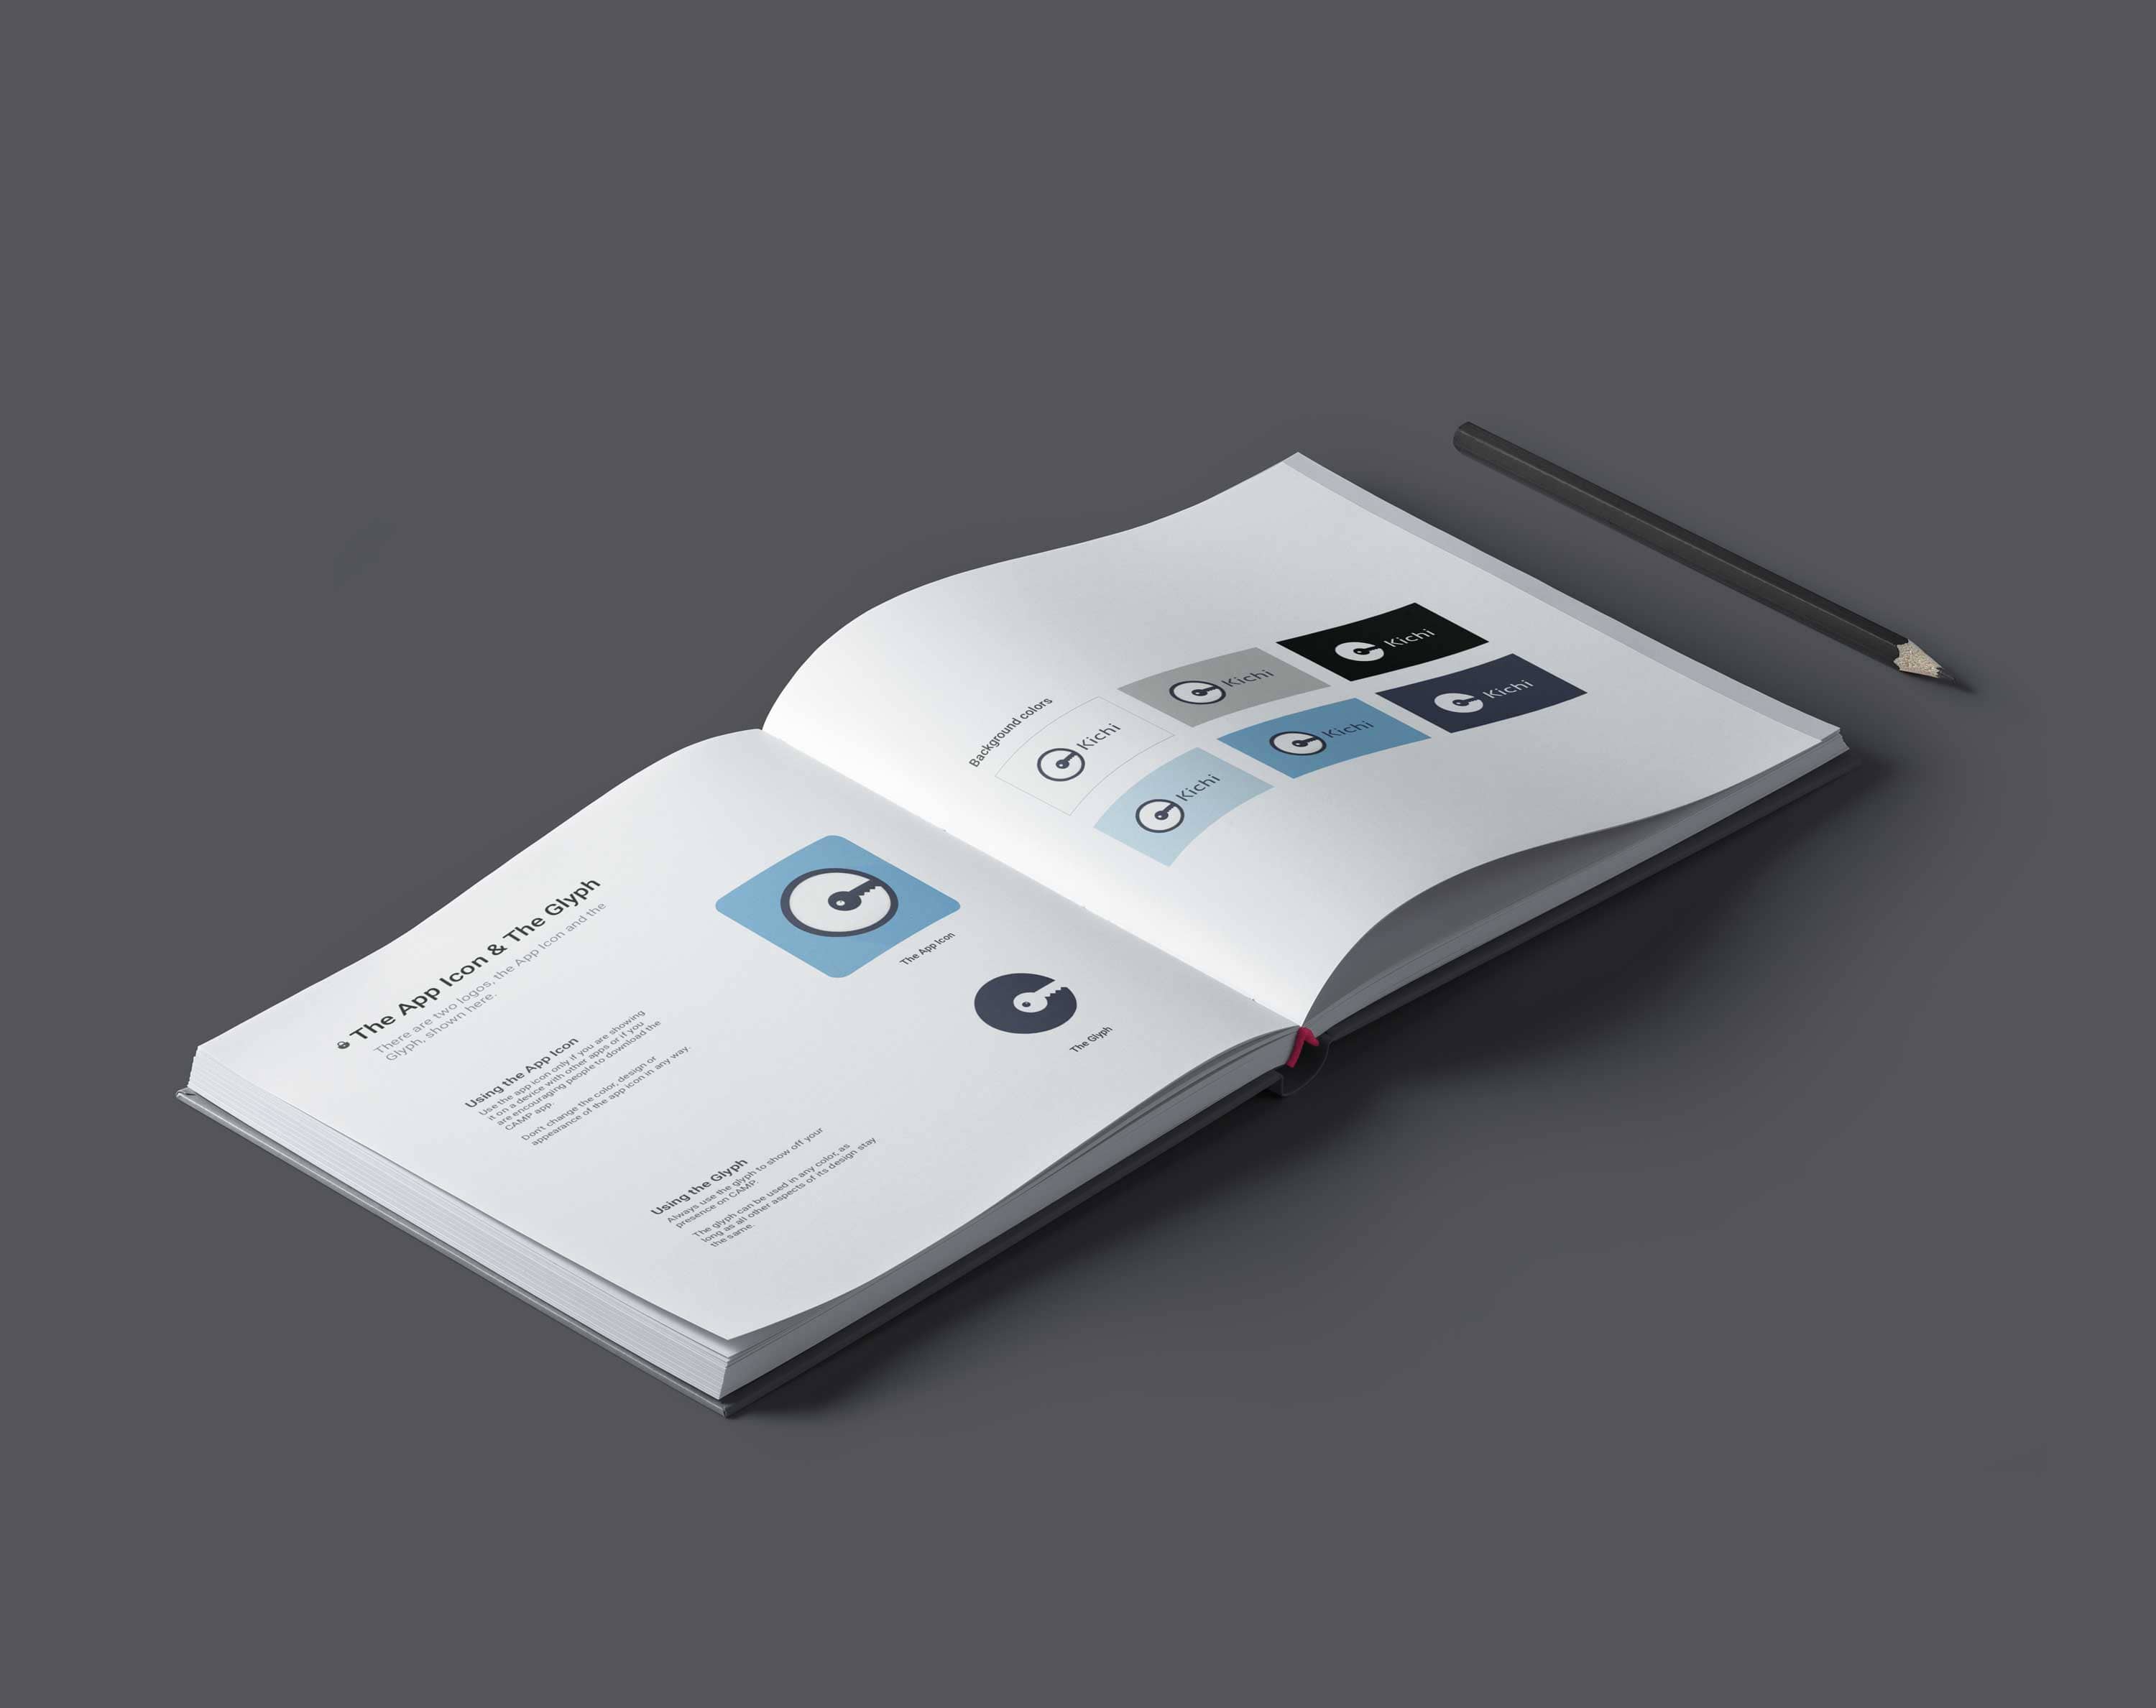 The App Icon & The Glyph
There are two logos, the App Icon and the
Glyph, shown here.
Using the App Icon
Use the app icon only if you are showing
it on a device with other apps or if you
are encouraging people to download the
CAMP app.
Don't change the color, design or
appearance of the app icon in any way.
Using the Glyph
Always use the glyph to show off your
presence on CAMP.
The glyph can be used in any color, as
long as all other aspects of its design stay
the same.
The App Icon
The Glyph
Background colors
Kichi
Kichi
Kichi
Kichi
Kichi
Kichi